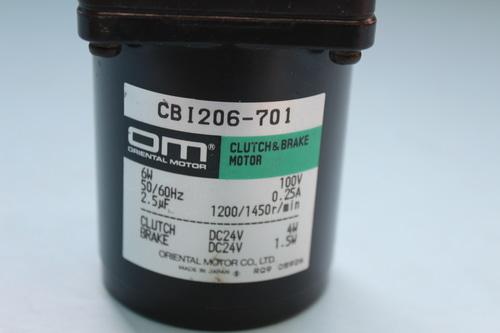 CBI206-701
OM®
ORIENTAL MOTOR
CLUTCH & BRAKE
MOTOR
6W 100V
50/60Hz 0.25A
2.5µF 1200/1450r/min
CLUTCH DC24V 4W
BRAKE DC24V 1.5W
ORIENTAL MOTOR CO., LTD.
MADE IN JAPAN